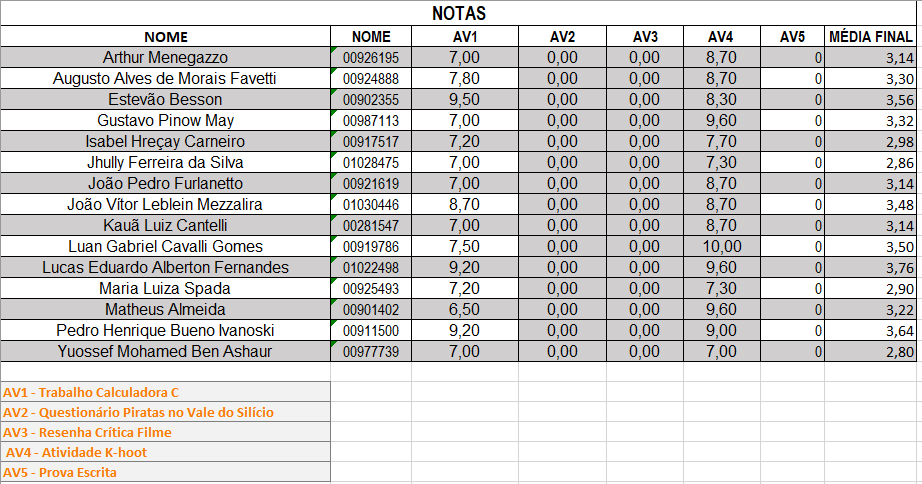 NOTAS
NOME NOME AV1 AV2 AV3 AV4 AV5 MÉDIA FINAL
Arthur Menegazzo 00926195 7,00 0,00 0,00 8,70 0 3,14
Augusto Alves de Morais Favetti 00924888 7,80 0,00 0,00 8,70 0 3,30
Estevão Besson 00902355 9,50 0,00 0,00 8,30 0 3,56
Gustavo Pinow May 00987113 7,00 0,00 0,00 9,60 0 3,32
Isabel Hreçay Carneiro 00917517 7,20 0,00 0,00 7,70 0 2,98
Jhully Ferreira da Silva 01028475 7,00 0,00 0,00 7,30 0 2,86
João Pedro Furlanetto 00921619 7,00 0,00 0,00 8,70 0 3,14
João Vítor Leblein Mezzalira 01030446 8,70 0,00 0,00 8,70 0 3,48
Kauã Luiz Cantelli 00281547 7,00 0,00 0,00 8,70 0 3,14
Luan Gabriel Cavalli Gomes 00919786 7,50 0,00 0,00 10,00 0 3,50
Lucas Eduardo Alberton Fernandes 01022498 9,20 0,00 0,00 9,60 0 3,76
Maria Luiza Spada 00925493 7,20 0,00 0,00 7,30 0 2,90
Matheus Almeida 00901402 6,50 0,00 0,00 9,60 0 3,22
Pedro Henrique Bueno Ivanoski 00911500 9,20 0,00 0,00 9,00 0 3,64
Yuossef Mohamed Ben Ashaur 00977739 7,00 0,00 0,00 7,00 0 2,80
AV1 - Trabalho Calculadora C
AV2 - Questionário Piratas no Vale do Silício
AV3 - Resenha Crítica Filme
AV4 - Atividade K-hoot
AV5 - Prova Escrita